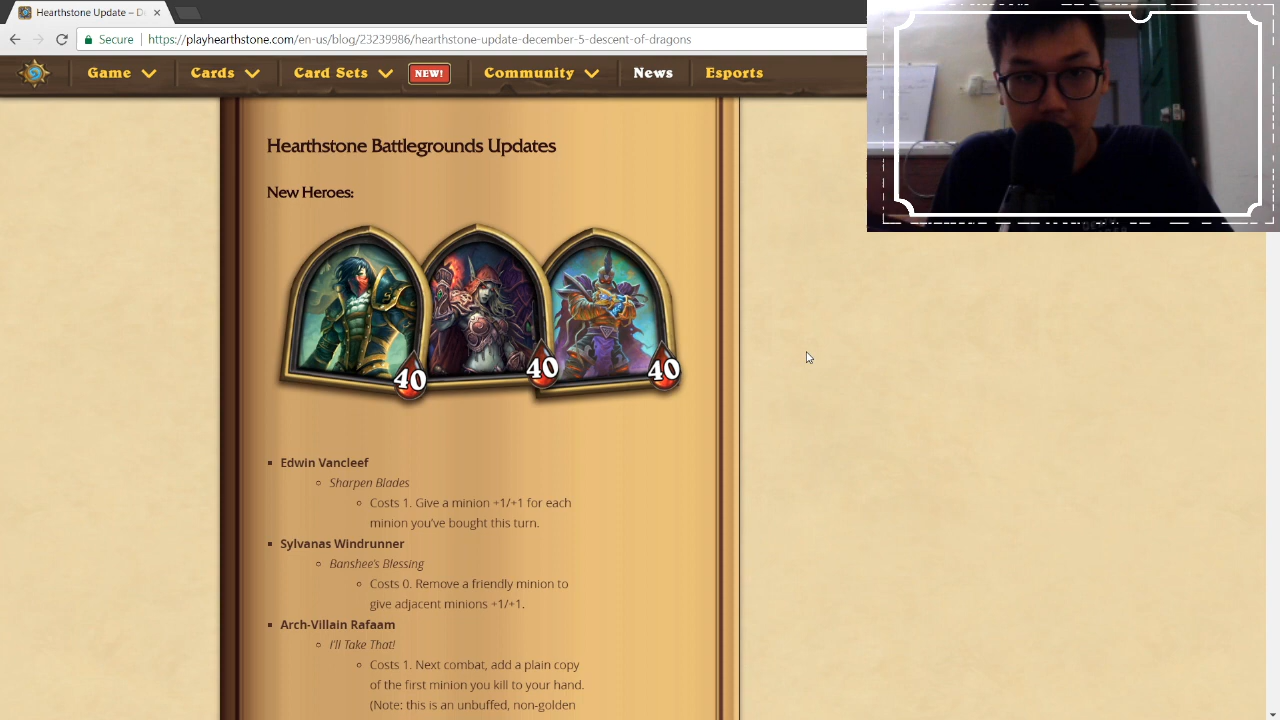 Hearthstone Update – De
Secure
https://playhearthstone.com/en-us/blog/23239986/hearthstone-update-december-5-descent-of-dragons
Game Cards Card Sets NEW! Community News Esports
Hearthstone Battlegrounds Updates
New Heroes:
40 40 40
Edwin Vancleef
Sharpen Blades
Costs 1. Give a minion +1/+1 for each
minion you've bought this turn.
Sylvanas Windrunner
Banshee's Blessing
Costs 0. Remove a friendly minion to
give adjacent minions +1/+1.
Arch-Villain Rafaam
I'll Take That!
Costs 1. Next combat, add a plain copy
of the first minion you kill to your hand.
(Note: this is an unbuffed, non-golden